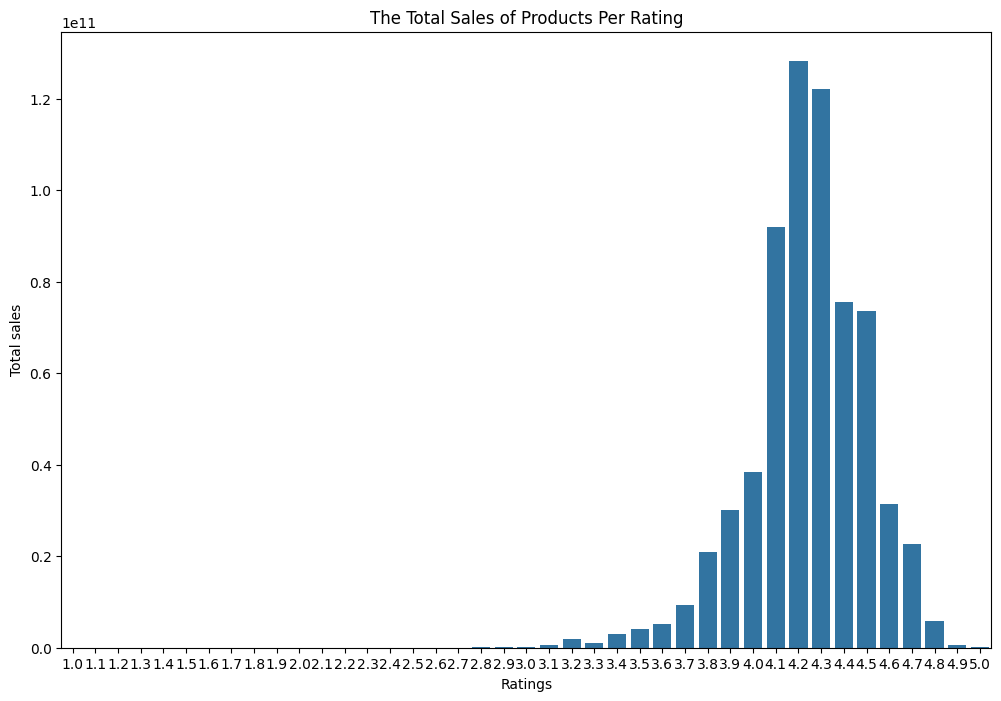 The Total Sales of Products Per Rating
1e11
1.2
1.0
0.8
0.6
0.4
0.2
0.0
Total sales
1.0 1.1 1.2 1.3 1.4 1.5 1.6 1.7 1.8 1.9 2.0 2.1 2.2 2.3 2.4 2.5 2.6 2.7 2.8 2.9 3.0 3.1 3.2 3.3 3.4 3.5 3.6 3.7 3.8 3.9 4.0 4.1 4.2 4.3 4.4 4.5 4.6 4.7 4.8 4.9 5.0
Ratings